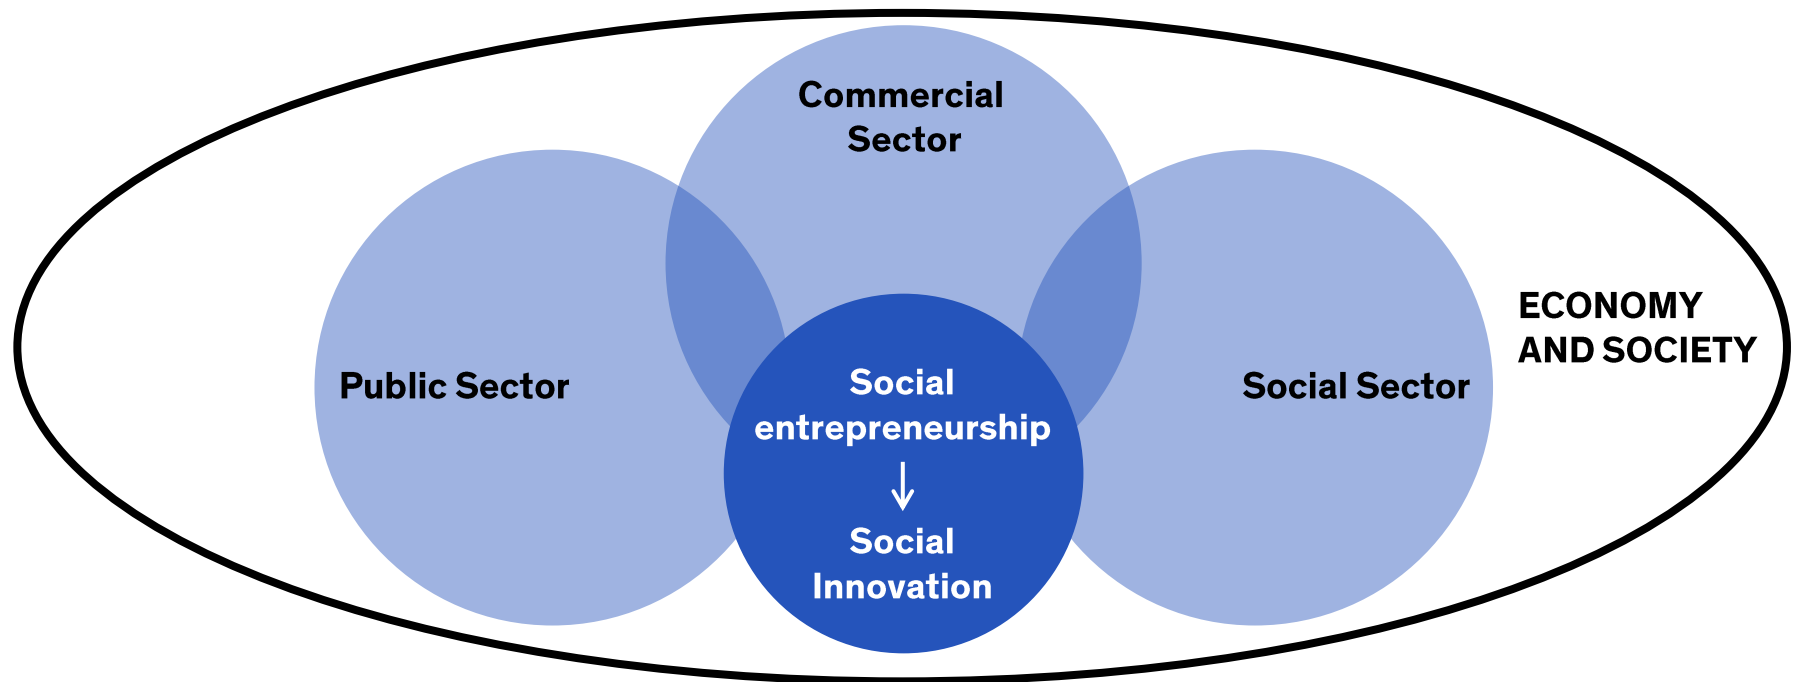 Commercial
Sector
Public Sector
Social
entrepreneurship
↓
Social
Innovation
Social Sector
ECONOMY
AND SOCIETY